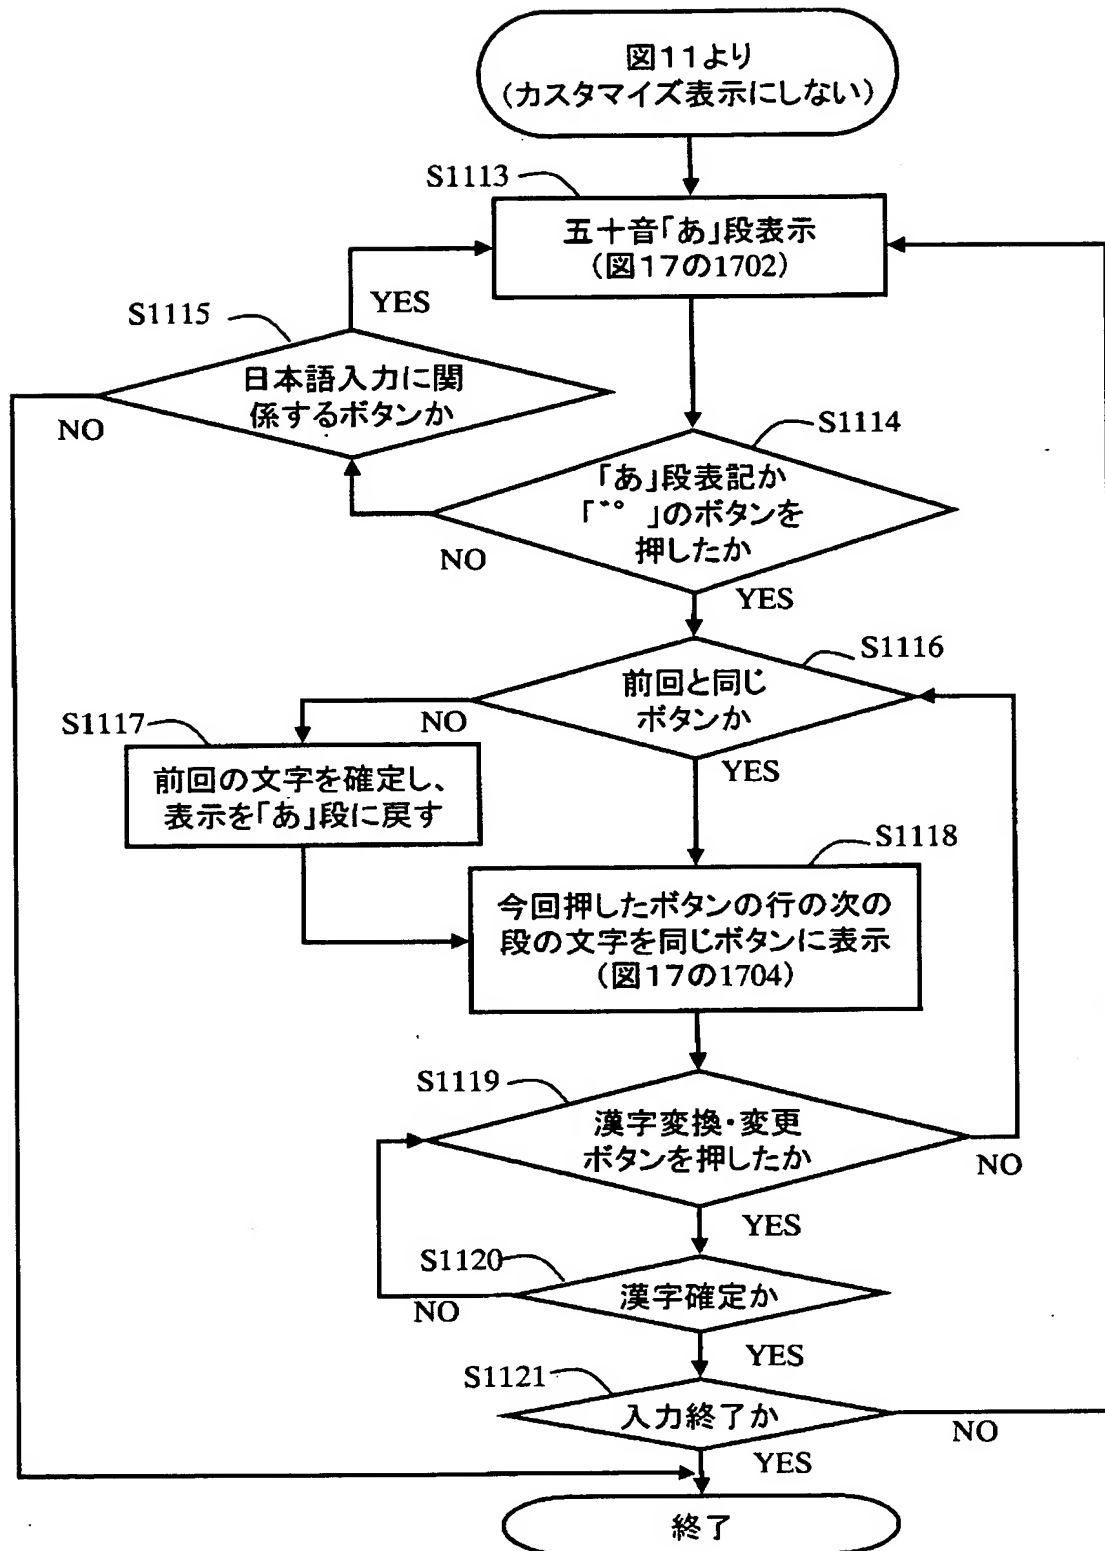 図11より
(カスタマイズ表示にしない)
S1113
五十音「あ」段表示
(図17の1702)
YES
S1115
日本語入力に関
係するボタンか
NO
S1114
「あ」段表記か
「゛゜」のボタンを
押したか
NO
YES
S1116
前回と同じ
ボタンか
NO
YES
S1117
前回の文字を確定し、
表示を「あ」段に戻す
S1118
今回押したボタンの行の次の
段の文字を同じボタンに表示
(図17の1704)
S1119
漢字変換・変更
ボタンを押したか
NO
YES
S1120
漢字確定か
NO
YES
S1121
入力終了か
NO
YES
終了